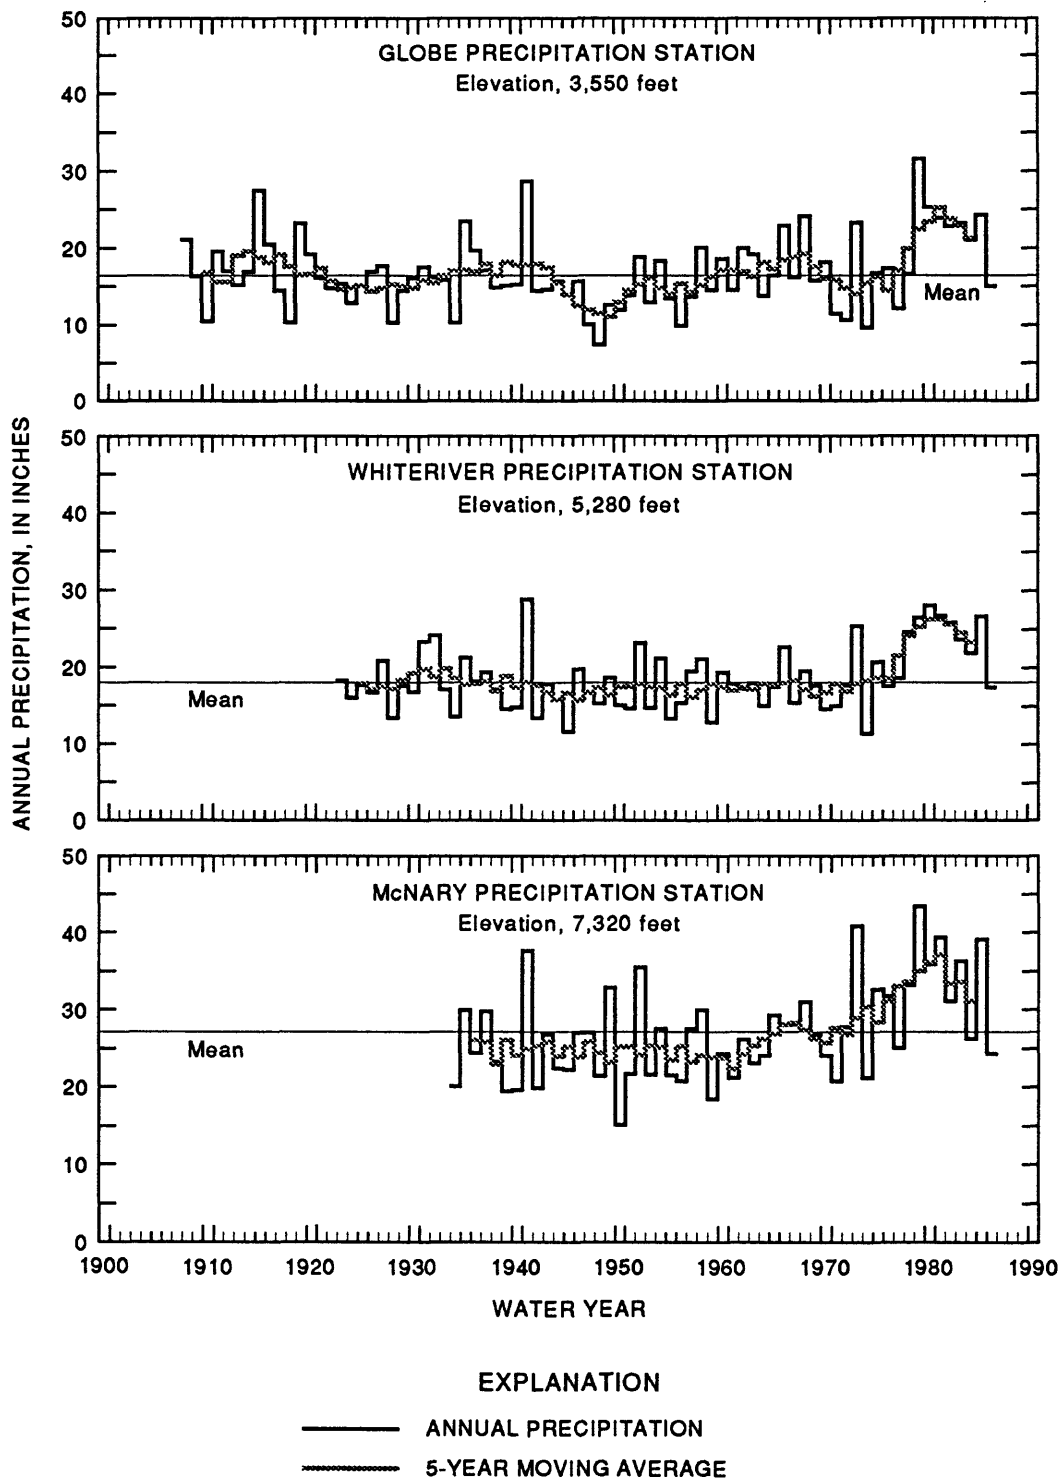 50
GLOBE PRECIPITATION STATION
Elevation, 3,550 feet
40
30
20
Mean
10
0
ANNUAL PRECIPITATION, IN INCHES
50
WHITERIVER PRECIPITATION STATION
Elevation, 5,280 feet
40
30
20
Mean
10
0
50
McNARY PRECIPITATION STATION
Elevation, 7,320 feet
40
30
Mean
20
10
0
1900 1910 1920 1930 1940 1950 1960 1970 1980 1990
WATER YEAR
EXPLANATION
ANNUAL PRECIPITATION
5-YEAR MOVING AVERAGE